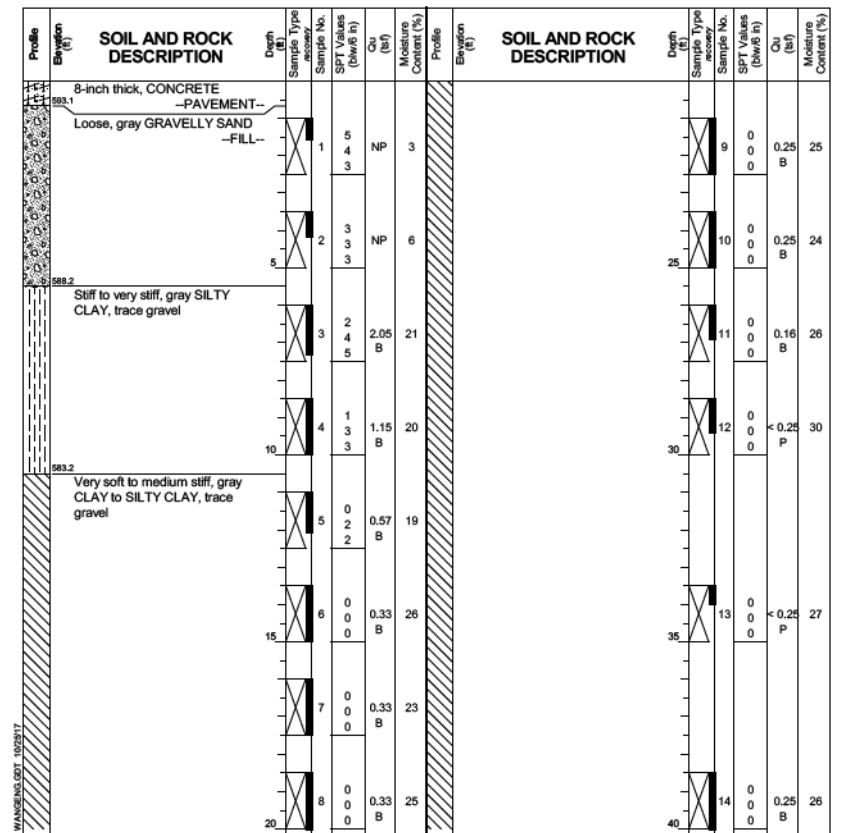 Profile
Elevation (ft)
SOIL AND ROCK DESCRIPTION
Depth (ft)
Sample Type recovery
Sample No.
SPT Values (blw/6 in)
Qu (tsf)
Moisture Content (%)
Profile
Elevation (ft)
SOIL AND ROCK DESCRIPTION
Depth (ft)
Sample Type recovery
Sample No.
SPT Values (blw/6 in)
Qu (tsf)
Moisture Content (%)
8-inch thick, CONCRETE
593.1
--PAVEMENT--
Loose, gray GRAVELLY SAND
--FILL--
1 5 4 3 NP 3
2 3 3 3 NP 6
5
588.2
Stiff to very stiff, gray SILTY
CLAY, trace gravel
3 2 4 5 2.05 B 21
4 1 3 3 1.15 B 20
10
583.2
Very soft to medium stiff, gray
CLAY to SILTY CLAY, trace
gravel
5 0 2 2 0.57 B 19
6 0 0 0 0.33 B 26
15
7 0 0 0 0.33 B 23
8 0 0 0 0.33 B 25
20
9 0 0 0 0.25 B 25
10 0 0 0 0.25 B 24
25
11 0 0 0 0.16 B 26
12 0 0 0 < 0.25 P 30
30
13 0 0 0 < 0.25 P 27
35
14 0 0 0 0.25 B 26
40
WANGENG.GDT 10/25/17